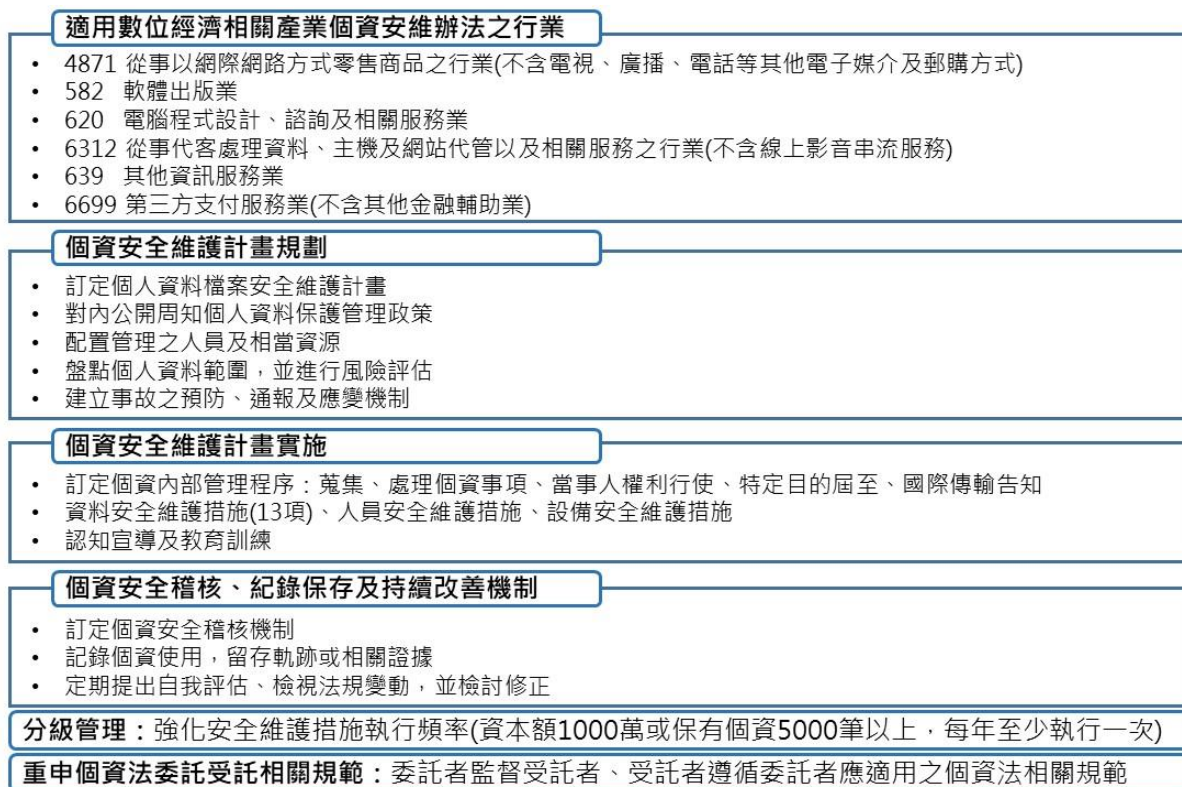 適用數位經濟相關產業個資安維辦法之行業
• 4871 從事以網際網路方式零售商品之行業(不含電視、廣播、電話等其他電子媒介及郵購方式)
• 582 軟體出版業
• 620 電腦程式設計、諮詢及相關服務業
• 6312 從事代客處理資料、主機及網站代管以及相關服務之行業(不含線上影音串流服務)
• 639 其他資訊服務業
• 6699 第三方支付服務業(不含其他金融輔助業)
個資安全維護計畫規劃
• 訂定個人資料檔案安全維護計畫
• 對內公開周知個人資料保護管理政策
• 配置管理之人員及相當資源
• 盤點個人資料範圍，並進行風險評估
• 建立事故之預防、通報及應變機制
個資安全維護計畫實施
• 訂定個資內部管理程序：蒐集、處理個資事項、當事人權利行使、特定目的屆至、國際傳輸告知
• 資料安全維護措施(13項)、人員安全維護措施、設備安全維護措施
• 認知宣導及教育訓練
個資安全稽核、紀錄保存及持續改善機制
• 訂定個資安全稽核機制
• 記錄個資使用，留存軌跡或相關證據
• 定期提出自我評估、檢視法規變動，並檢討修正
分級管理：強化安全維護措施執行頻率(資本額1000萬或保有個資5000筆以上，每年至少執行一次)
重申個資法委託受託相關規範：委託者監督受託者、受託者遵循委託者應適用之個資法相關規範